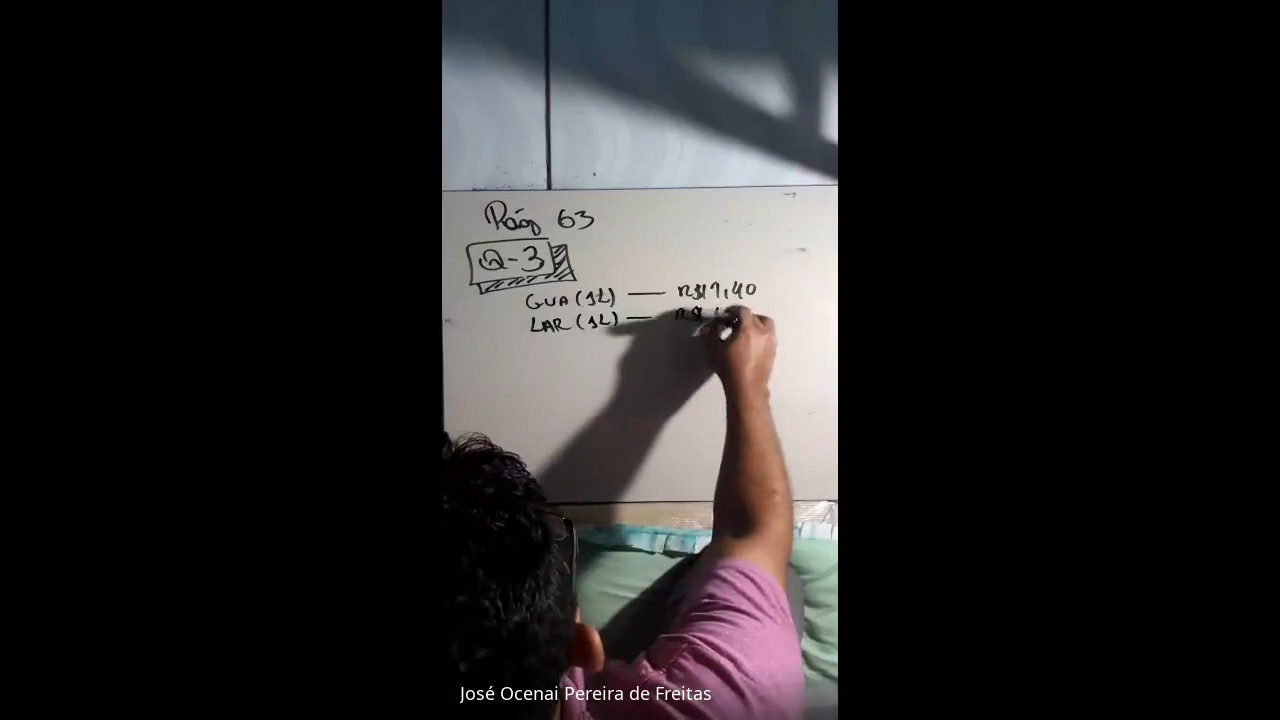 Pág 63
Q-3
GUA (1L) — R$ 1,40
LAR (1L) — R$
José Ocenai Pereira de Freitas